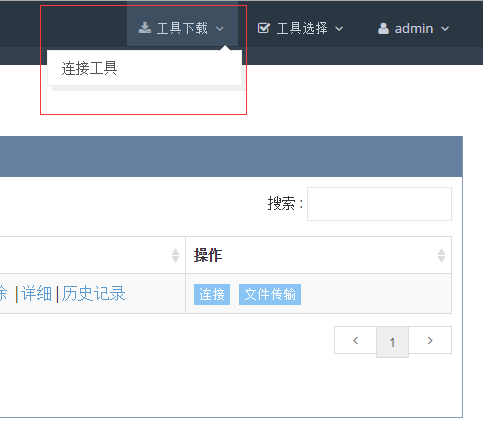 工具下载 工具选择 admin
连接工具
搜索 :
操作
除 |详细|历史记录 连接 文件传输
1